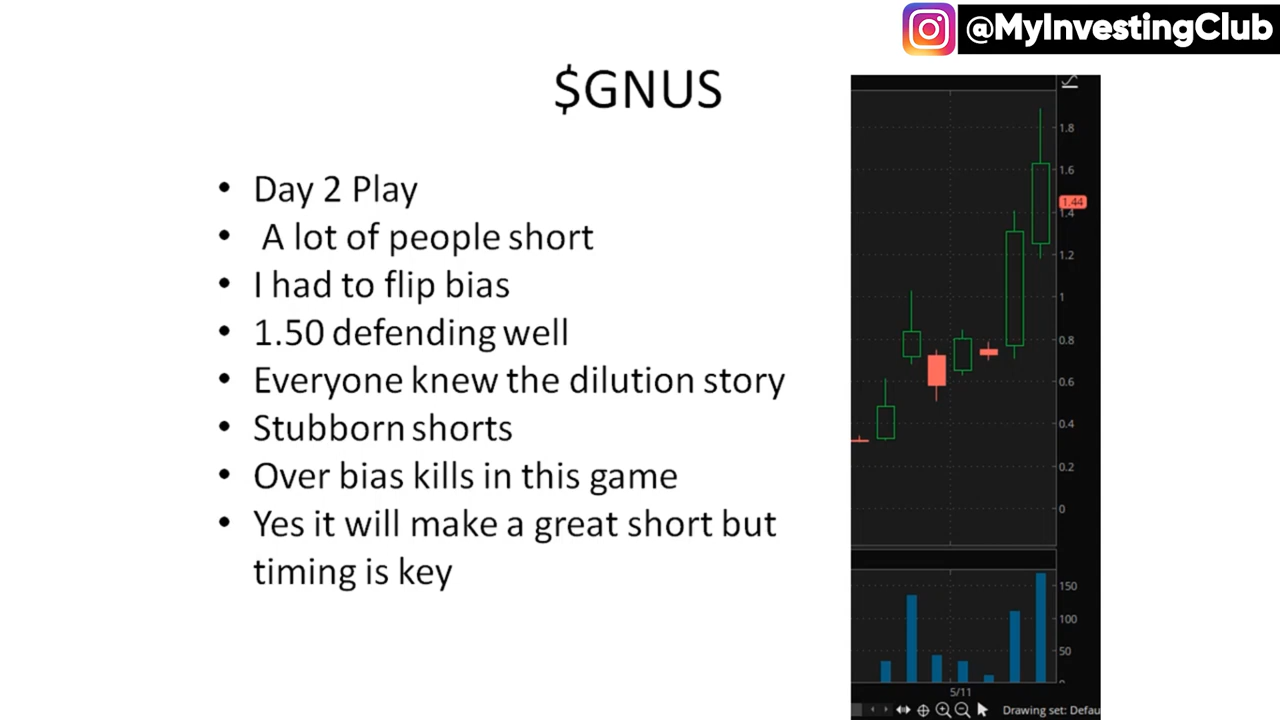 @MyInvestingClub
$GNUS
• Day 2 Play
• A lot of people short
• I had to flip bias
• 1.50 defending well
• Everyone knew the dilution story
• Stubborn shorts
• Over bias kills in this game
• Yes it will make a great short but
timing is key
1.8
1.6
1.44
1.4
1.2
1
0.8
0.6
0.4
0.2
0
150
100
50
5/11
Drawing set: Defau